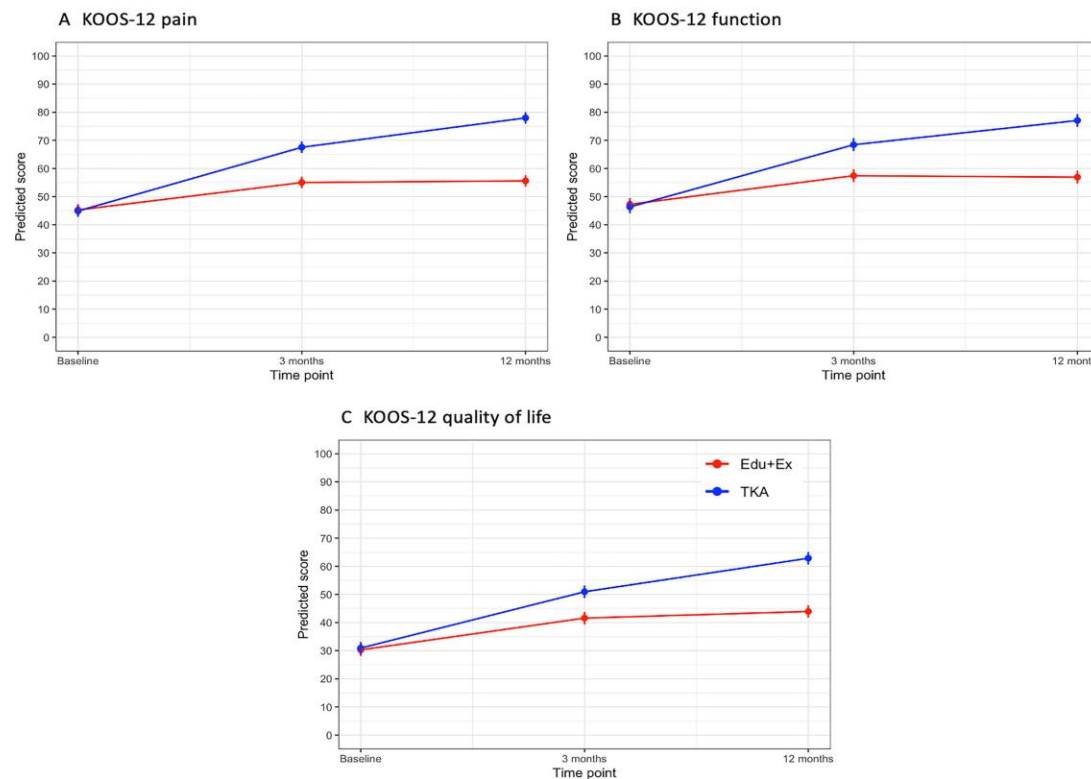 A KOOS-12 pain
100
90
80
70
60
50
40
30
20
10
0
Predicted score
Baseline
3 months
12 months
Time point
B KOOS-12 function
100
90
80
70
60
50
40
30
20
10
0
Predicted score
Baseline
3 months
12 mont
Time point
C KOOS-12 quality of life
100
90
80
70
60
50
40
30
20
10
0
Predicted score
Edu+Ex
TKA
Baseline
3 months
12 months
Time point